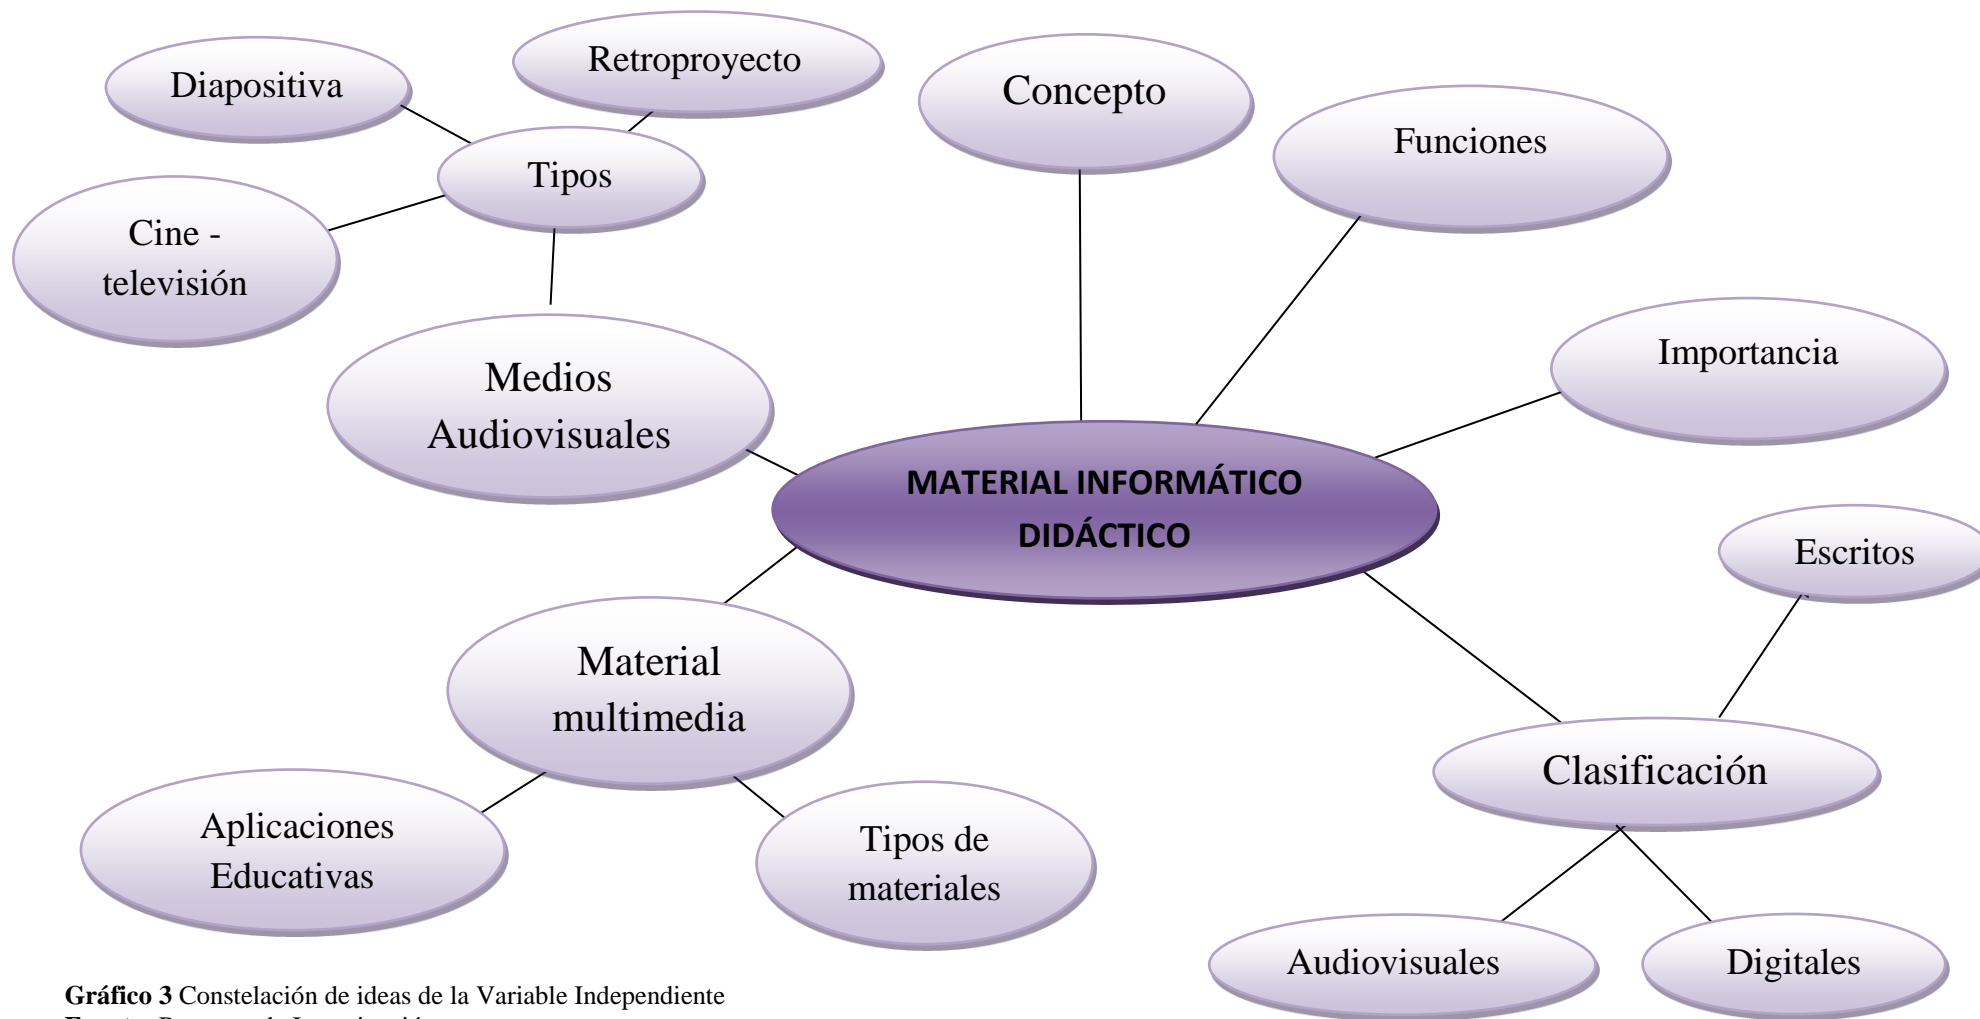 Retroproyecto
Diapositiva
Concepto
Funciones
Tipos
Cine -
televisión
Importancia
Medios
Audiovisuales
MATERIAL INFORMÁTICO
DIDÁCTICO
Escritos
Material
multimedia
Clasificación
Aplicaciones
Educativas
Tipos de
materiales
Audiovisuales
Digitales
Gráfico 3 Constelación de ideas de la Variable Independiente